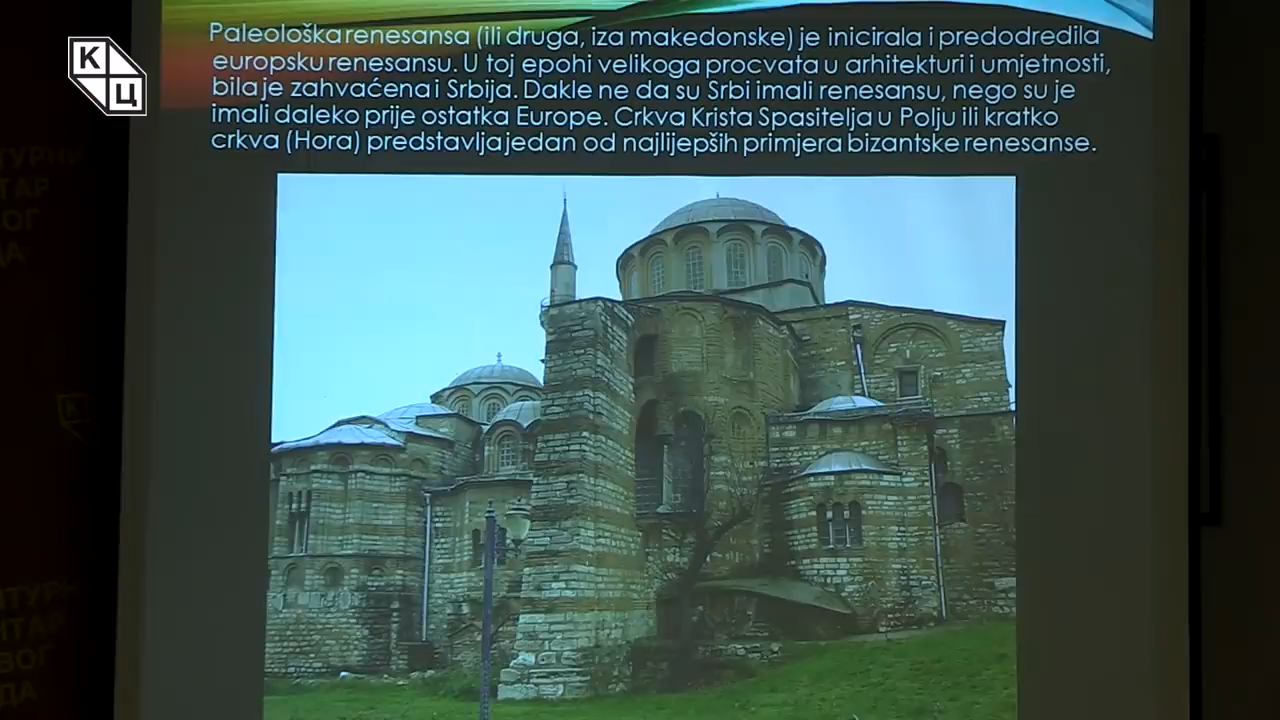 К
Ц
Paleološka renesansa (ili druga, iza makedonske) je inicirala i predodredila
europsku renesansu. U toj epohi velikoga procvata u arhitekturi i umjetnosti,
bila je zahvaćena i Srbija. Dakle ne da su Srbi imali renesansu, nego su je
imali daleko prije ostatka Europe. Crkva Krista Spasitelja u Polju ili kratko
crkva (Hora) predstavlja jedan od najlijepših primjera bizantske renesanse.